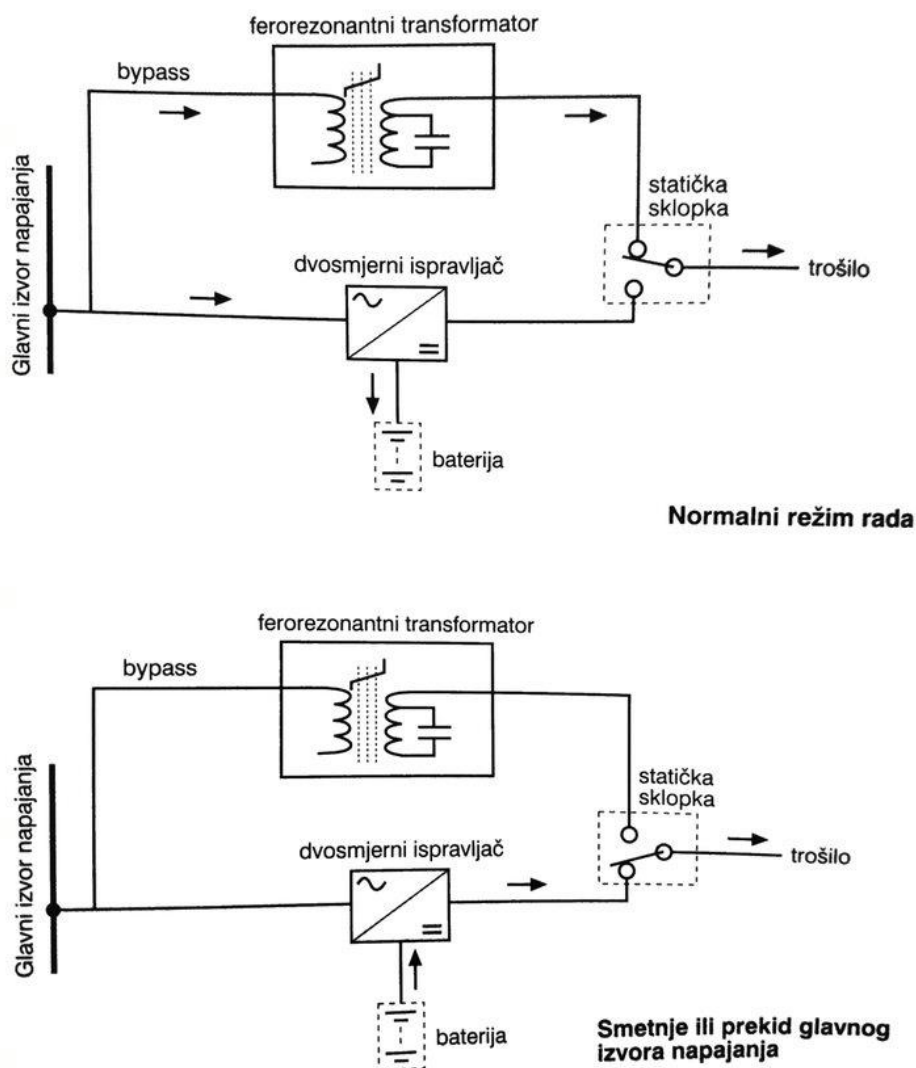 ferorezonantni transformator
bypass
Glavni izvor napajanja
statička
sklopka
trošilo
dvosmjerni ispravljač
baterija
Normalni režim rada
ferorezonantni transformator
bypass
Glavni izvor napajanja
statička
sklopka
trošilo
dvosmjerni ispravljač
baterija
Smetnje ili prekid glavnog
izvora napajanja